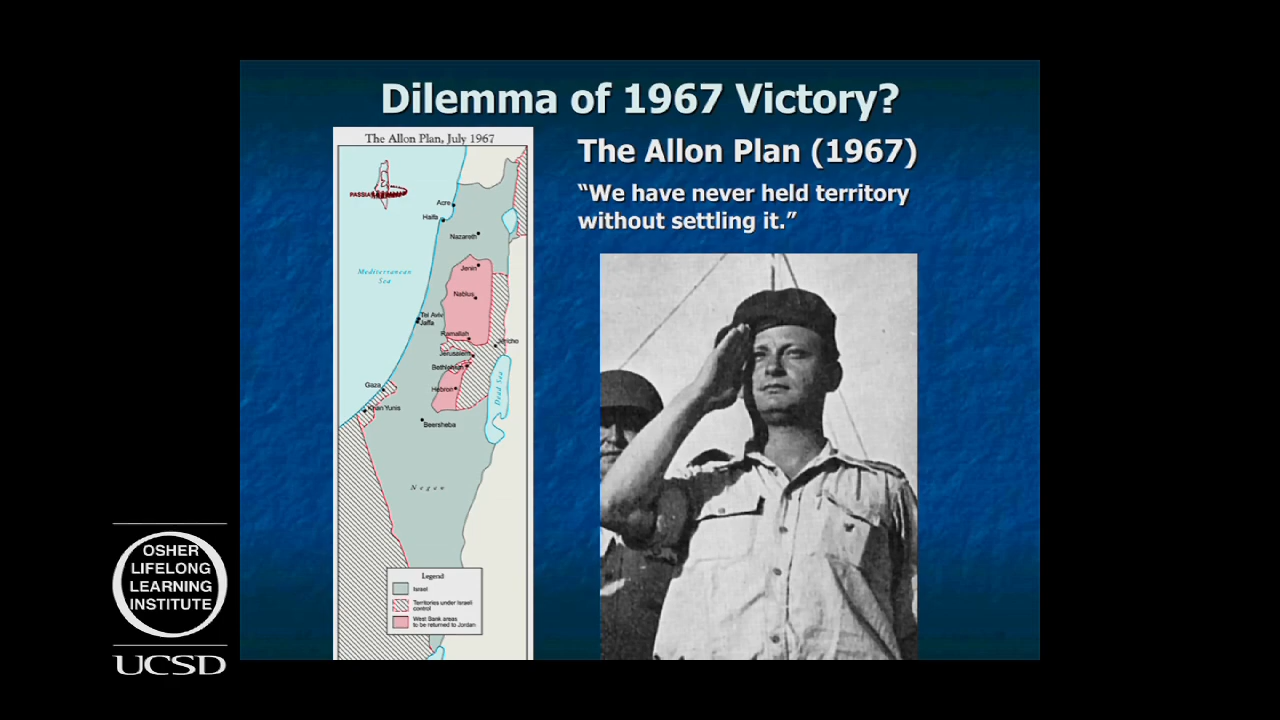 Dilemma of 1967 Victory?
The Allon Plan, July 1967
PASSIA
Acre
Haifa
Nazareth
Mediterranean
Sea
Jenin
Nablus
Tel Aviv
Jaffa
Ramallah
Jericho
Jerusalem
Bethlehem
Dead Sea
Gaza
Hebron
Khan Yunis
Beersheba
Negev
Legend
Israel
Territories under Israeli
control
West Bank areas
to be returned to Jordan
The Allon Plan (1967)
“We have never held territory
without settling it.”
OSHER
LIFELONG
LEARNING
INSTITUTE
UCSD